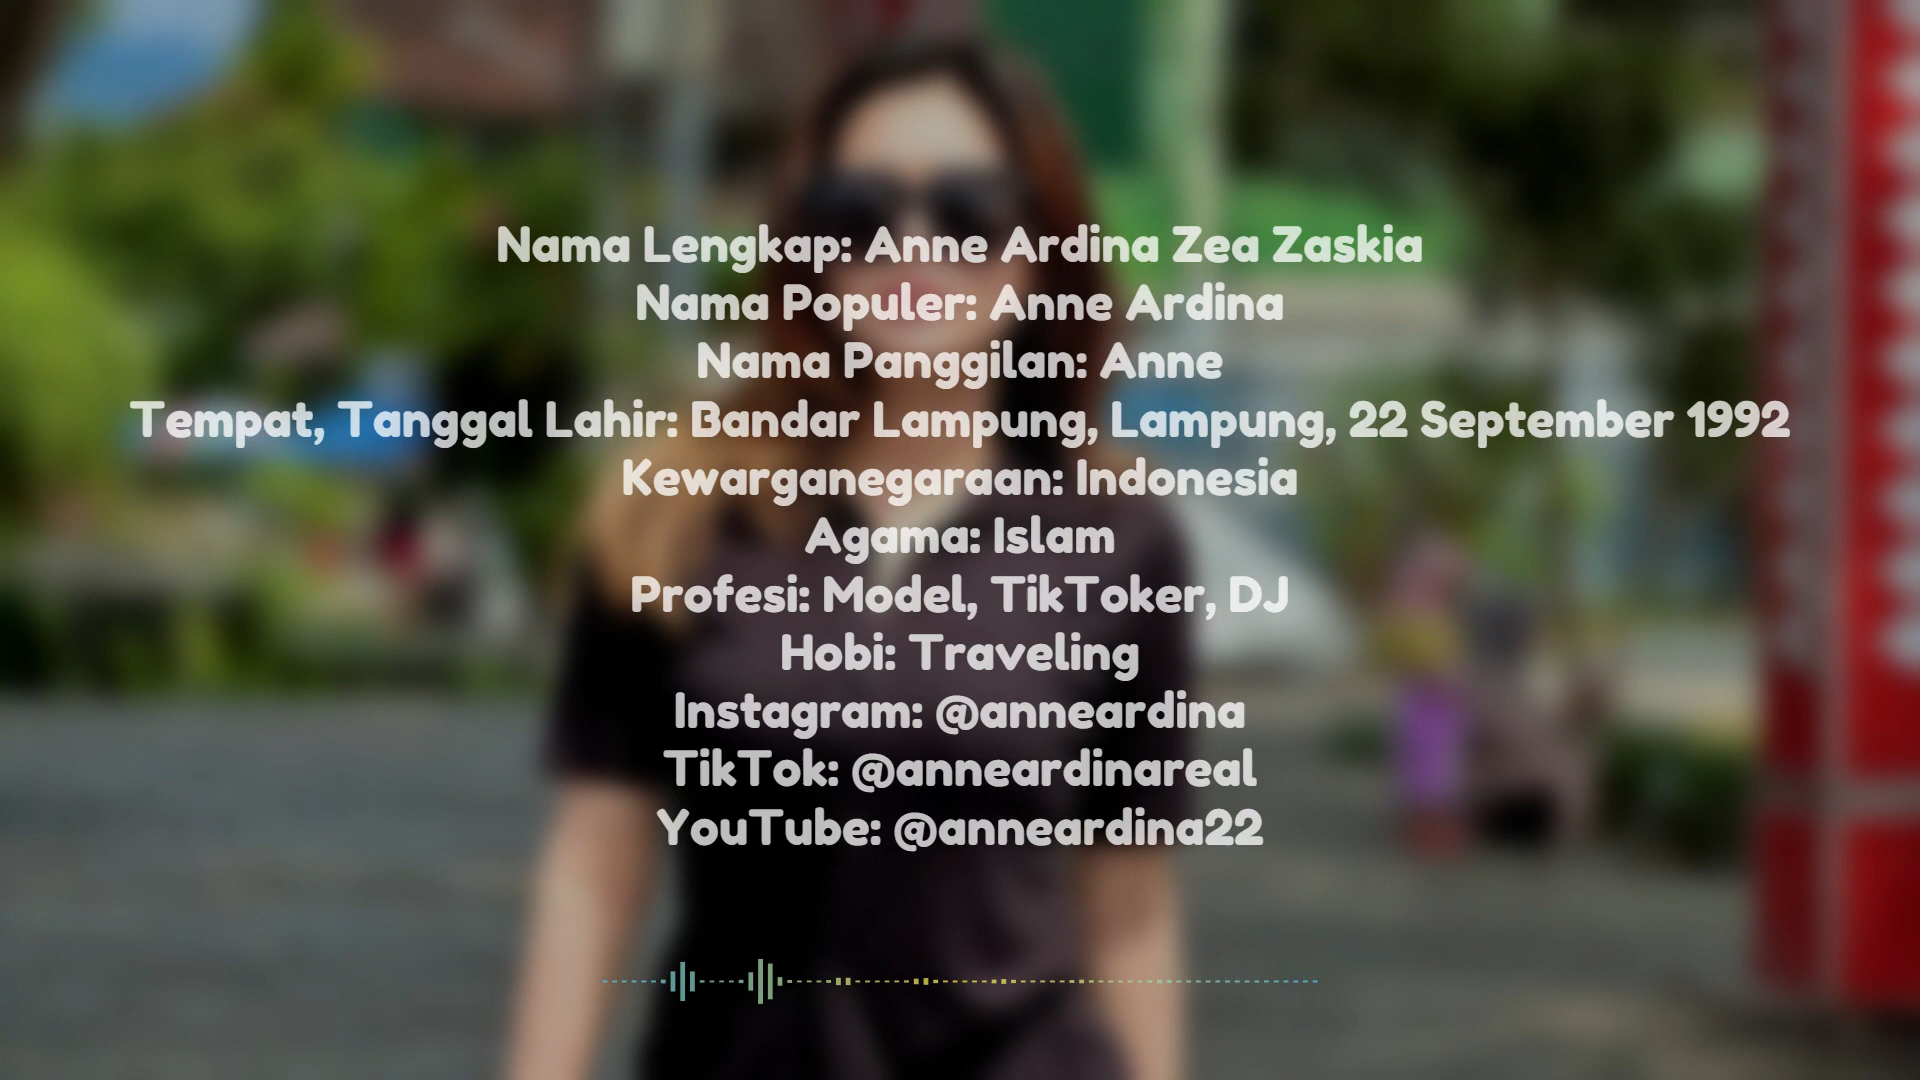 Nama Lengkap: Anne Ardina Zea Zaskia
Nama Populer: Anne Ardina
Nama Panggilan: Anne
Tempat, Tanggal Lahir: Bandar Lampung, Lampung, 22 September 1992
Kewarganegaraan: Indonesia
Agama: Islam
Profesi: Model, TikToker, DJ
Hobi: Traveling
Instagram: @anneardina
TikTok: @anneardinareal
YouTube: @anneardina22